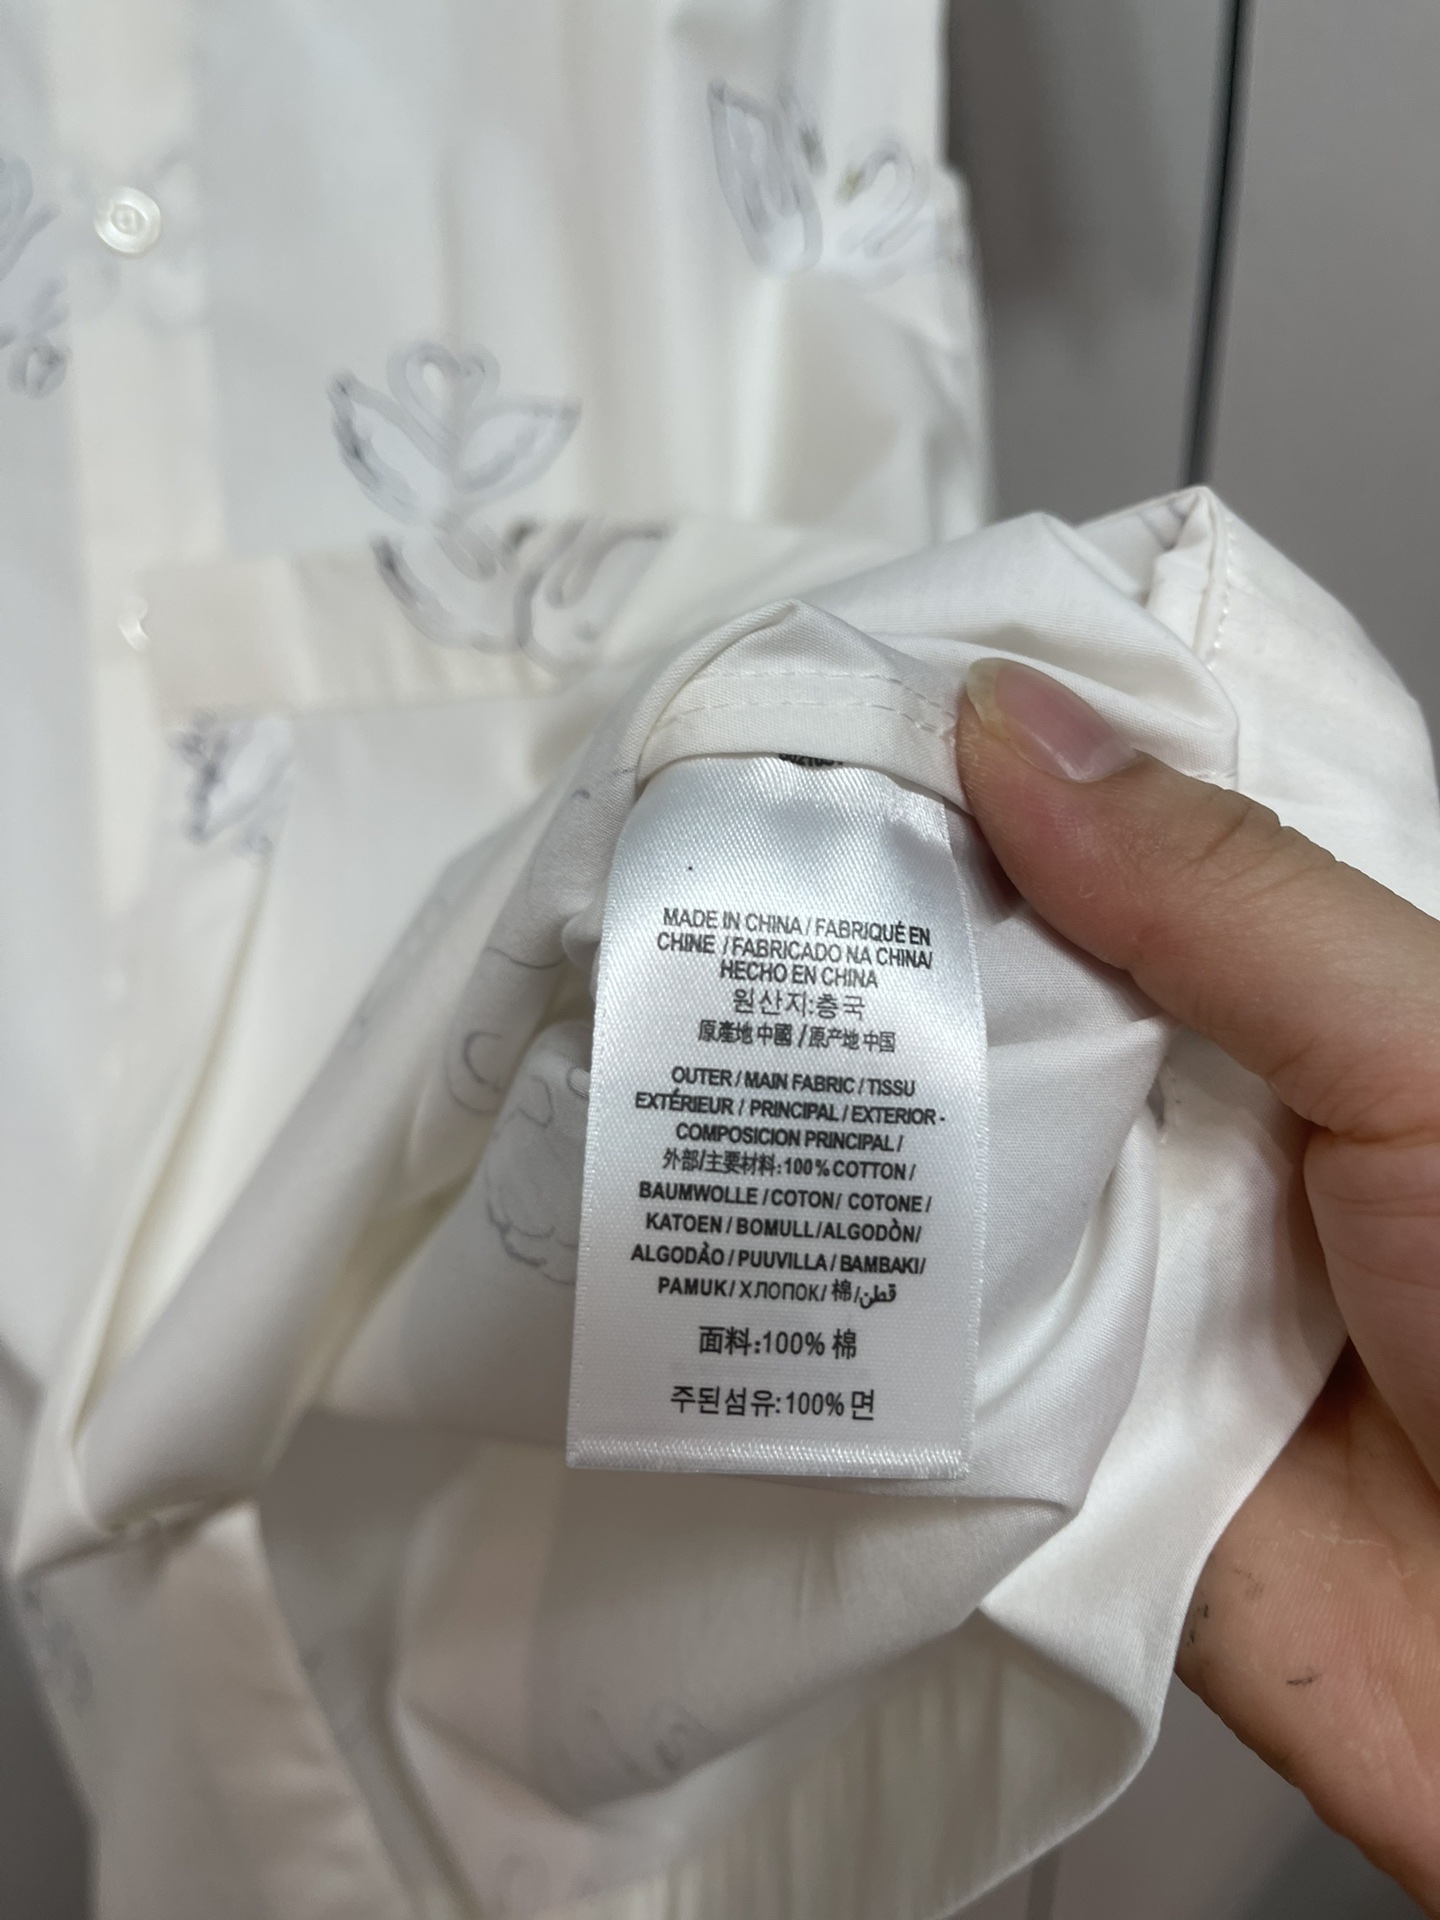 MADE IN CHINA / FABRIQUÉ EN
CHINE / FABRICADO NA CHINA/
HECHO EN CHINA
원산지:층국
原產地 中國 / 原产地 中国
OUTER / MAIN FABRIC / TISSU
EXTÉRIEUR / PRINCIPAL / EXTERIOR -
COMPOSICION PRINCIPAL /
外部/主要材料:100% COTTON /
BAUMWOLLE / COTON/ COTONE /
KATOEN / BOMULL/ALGODÒN/
ALGODÃO / PUUVILLA / BAMBAKI/
PAMUK/ ХЛОПОК/ 棉/قطن
面料:100% 棉
주된섬유:100% 면